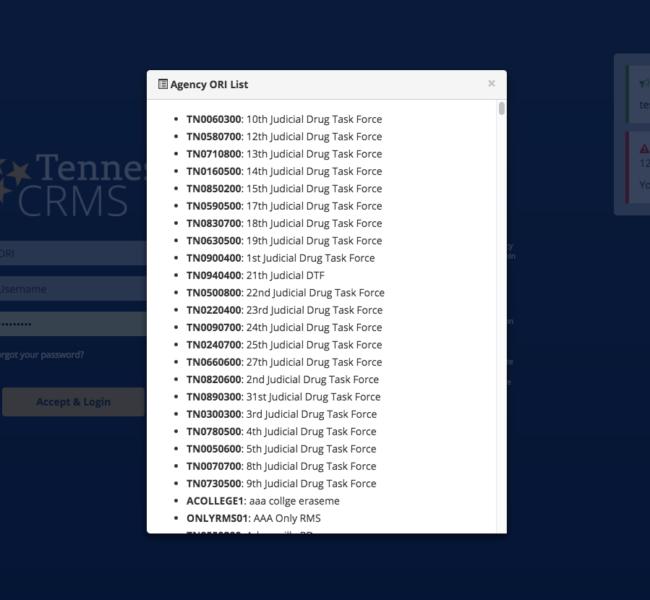 Agency ORI List ×
TN0060300: 10th Judicial Drug Task Force
TN0580700: 12th Judicial Drug Task Force
TN0710800: 13th Judicial Drug Task Force
TN0160500: 14th Judicial Drug Task Force
TN0850200: 15th Judicial Drug Task Force
TN0590500: 17th Judicial Drug Task Force
TN0830700: 18th Judicial Drug Task Force
TN0630500: 19th Judicial Drug Task Force
TN0900400: 1st Judicial Drug Task Force
TN0940400: 21th Judicial DTF
TN0500800: 22nd Judicial Drug Task Force
TN0220400: 23rd Judicial Drug Task Force
TN0090700: 24th Judicial Drug Task Force
TN0240700: 25th Judicial Drug Task Force
TN0660600: 27th Judicial Drug Task Force
TN0820600: 2nd Judicial Drug Task Force
TN0890300: 31st Judicial Drug Task Force
TN0300300: 3rd Judicial Drug Task Force
TN0780500: 4th Judicial Drug Task Force
TN0050600: 5th Judicial Drug Task Force
TN0070700: 8th Judicial Drug Task Force
TN0730500: 9th Judicial Drug Task Force
ACOLLEGE1: aaa collge eraseme
ONLYRMS01: AAA Only RMS
Tennes
CRMS
ORI
Username
•••••••••
rgot your password?
Accept & Login
te
12
Yo